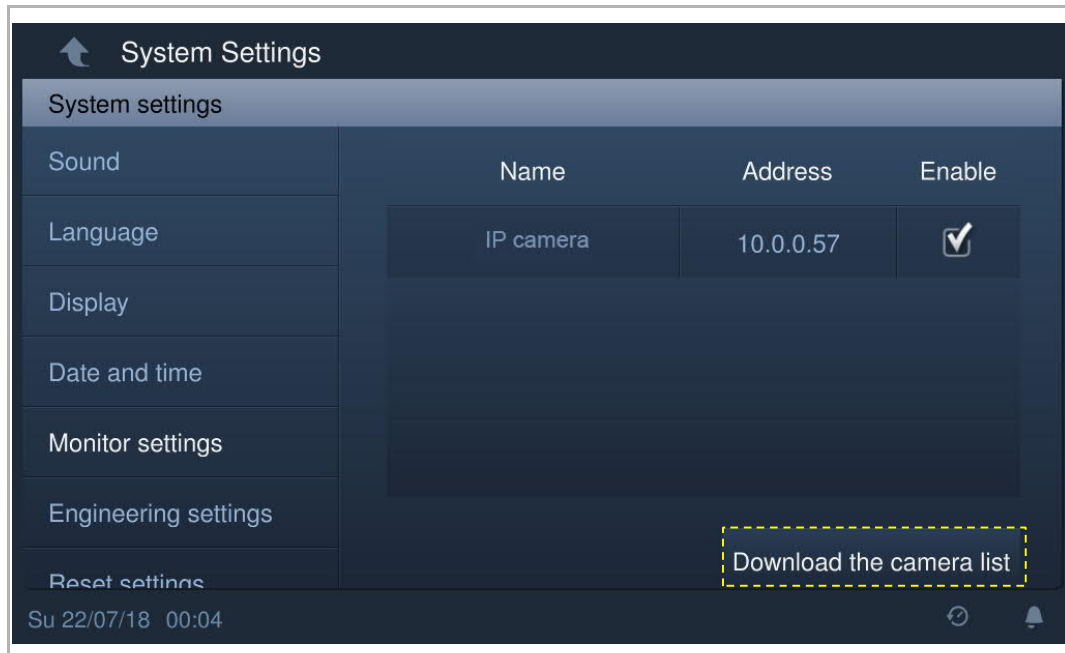 System Settings
System settings
Sound
Language
Display
Date and time
Monitor settings
Engineering settings
Reset settings
Name Address Enable
IP camera 10.0.0.57
Download the camera list
Su 22/07/18 00:04